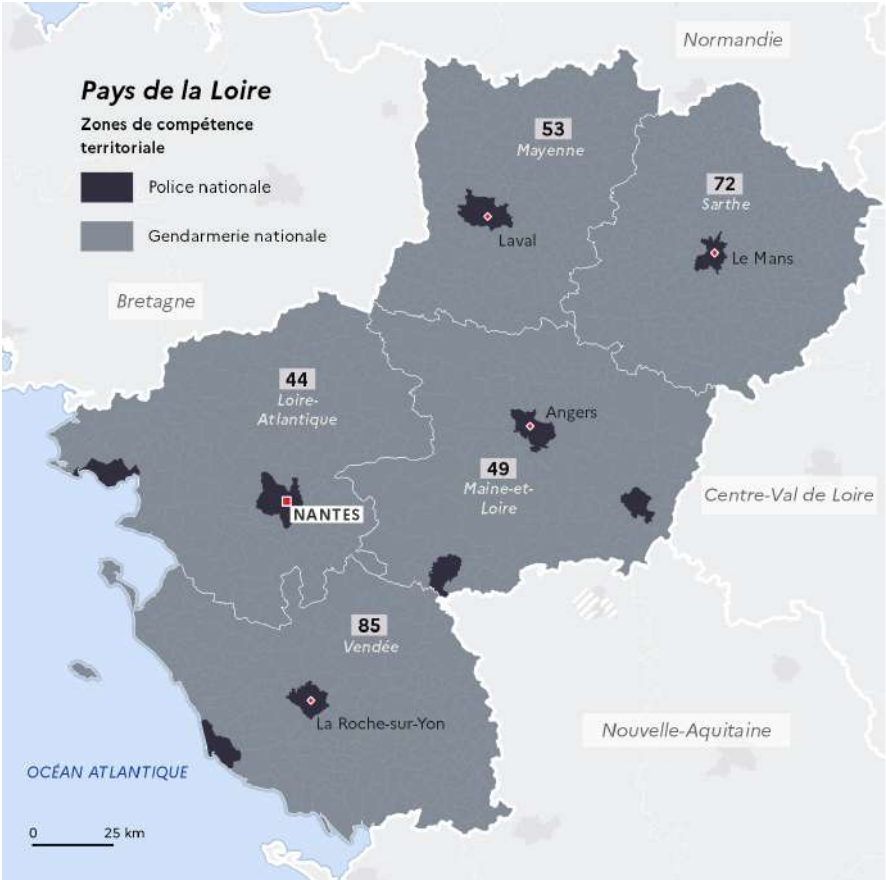 Normandie
Pays de la Loire
Zones de compétence
territoriale
Police nationale
Gendarmerie nationale
53
Mayenne
72
Sarthe
Laval
Le Mans
Bretagne
44
Loire-
Atlantique
Angers
49
Maine-et-
Loire
Centre-Val de Loire
NANTES
85
Vendée
La Roche-sur-Yon
Nouvelle-Aquitaine
OCÉAN ATLANTIQUE
0 25 km